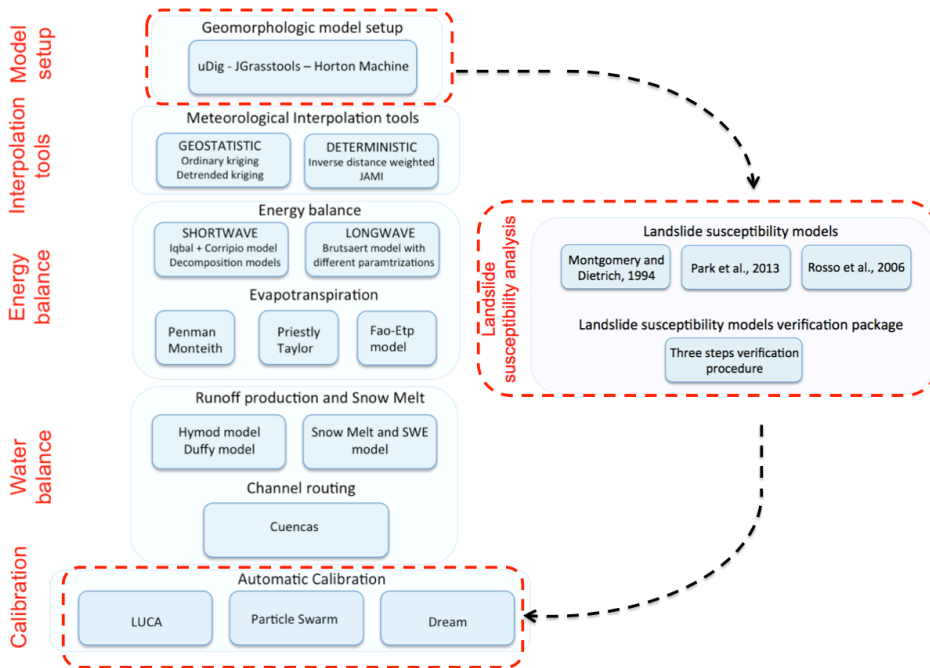 Model
setup
Geomorphologic model setup
uDig - JGrasstools – Horton Machine
Interpolation
tools
Meteorological Interpolation tools
GEOSTATISTIC
Ordinary kriging
Detrended kriging
DETERMINISTIC
Inverse distance weighted
JAMI
Energy
balance
Energy balance
SHORTWAVE
Iqbal + Corripio model
Decomposition models
LONGWAVE
Brutsaert model with
different paramtrizations
Evapotranspiration
Penman
Monteith
Priestly
Taylor
Fao-Etp
model
Water
balance
Runoff production and Snow Melt
Hymod model
Duffy model
Snow Melt and SWE
model
Channel routing
Cuencas
Calibration
Automatic Calibration
LUCA
Particle Swarm
Dream
Landslide
susceptibility analysis
Landslide susceptibility models
Montgomery and
Dietrich, 1994
Park et al., 2013
Rosso et al., 2006
Landslide susceptibility models verification package
Three steps verification
procedure